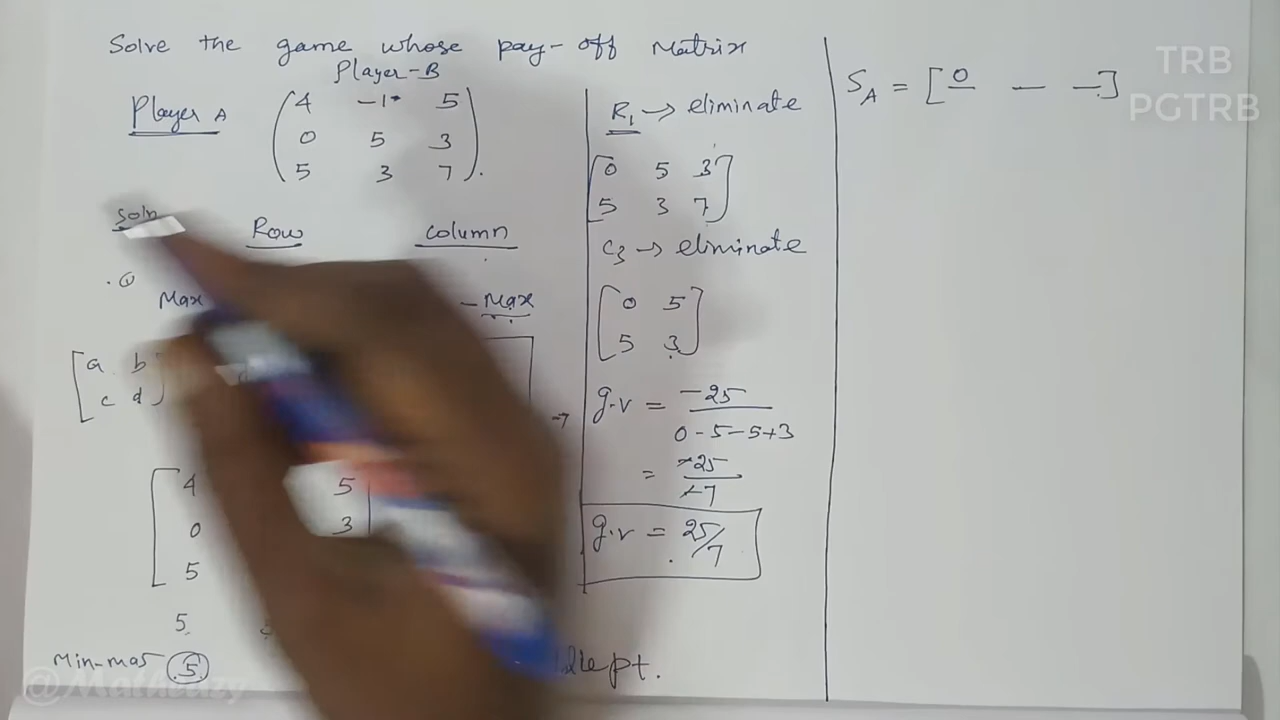 Solve the game whose pay-off Matrix
Player-B
Player A
4 -1 5
0 5 3
5 3 7
Soln
Row column
Max
- Max
[a b
c d]
4 5
0 3
5
5
Min-max 5
pt.
R₁ → eliminate
[0 5 3
5 3 7]
C₃ → eliminate
[0 5
5 3]
g.v = -25 / 0-5-5+3
= -25 / -7
g.v = 25/7
S_A = [0 — —]
TRB
PGTRB